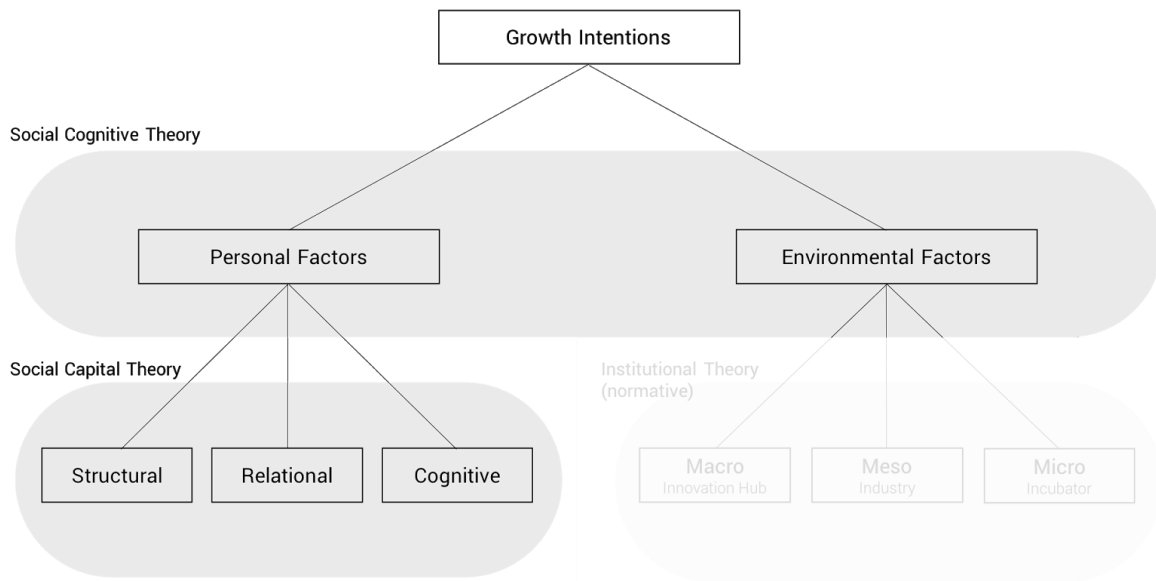 Growth Intentions
Social Cognitive Theory
Personal Factors
Environmental Factors
Social Capital Theory
Institutional Theory
(normative)
Structural
Relational
Cognitive
Macro
Innovation Hub
Meso
Industry
Micro
Incubator